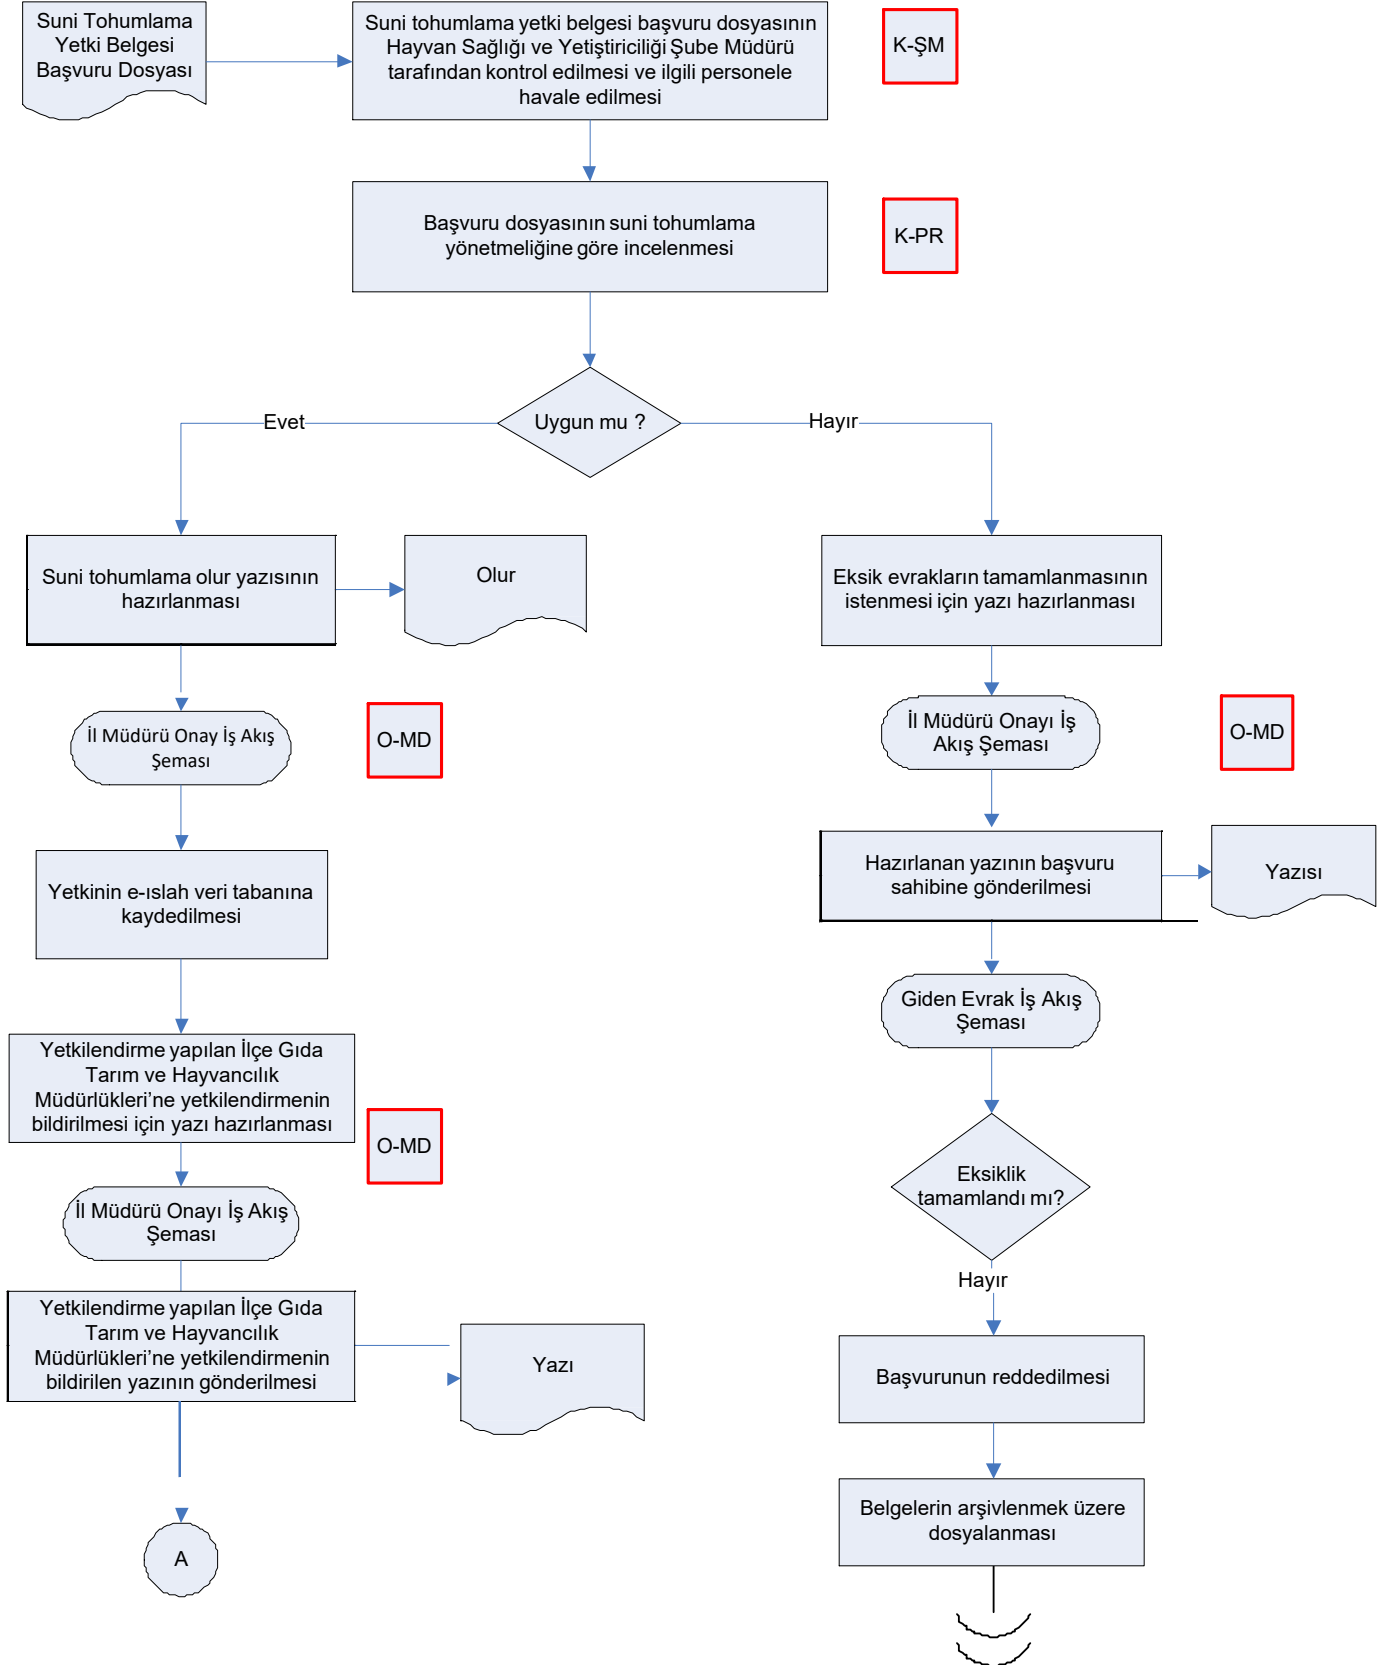 Suni Tohumlama
Yetki Belgesi
Başvuru Dosyası
Suni tohumlama yetki belgesi başvuru dosyasının
Hayvan Sağlığı ve Yetiştiriciliği Şube Müdürü
tarafından kontrol edilmesi ve ilgili personele
havale edilmesi
K-ŞM
Başvuru dosyasının suni tohumlama
yönetmeliğine göre incelenmesi
K-PR
Uygun mu ?
Evet
Hayır
Suni tohumlama olur yazısının
hazırlanması
Olur
Eksik evrakların tamamlanmasının
istenmesi için yazı hazırlanması
İl Müdürü Onay İş Akış
Şeması
O-MD
İl Müdürü Onayı İş
Akış Şeması
O-MD
Yetkinin e-ıslah veri tabanına
kaydedilmesi
Hazırlanan yazının başvuru
sahibine gönderilmesi
Yazısı
Giden Evrak İş Akış
Şeması
Yetkilendirme yapılan İlçe Gıda
Tarım ve Hayvancılık
Müdürlükleri’ne yetkilendirmenin
bildirilmesi için yazı hazırlanması
O-MD
Eksiklik
tamamlandı mı?
İl Müdürü Onayı İş Akış
Şeması
Hayır
Yetkilendirme yapılan İlçe Gıda
Tarım ve Hayvancılık
Müdürlükleri’ne yetkilendirmenin
bildirilen yazının gönderilmesi
Yazı
Başvurunun reddedilmesi
Belgelerin arşivlenmek üzere
dosyalanması
A